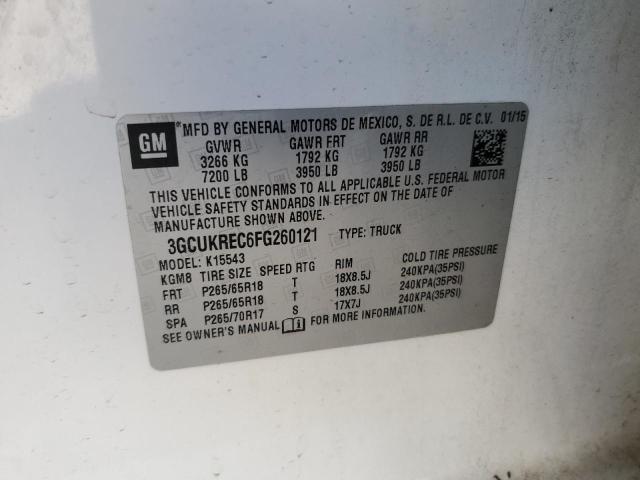 GM
MFD BY GENERAL MOTORS DE MEXICO, S. DE R.L. DE C.V. 01/15
GVWR GAWR FRT GAWR RR
3266 KG 1792 KG 1792 KG
7200 LB 3950 LB 3950 LB
THIS VEHICLE CONFORMS TO ALL APPLICABLE U.S. FEDERAL MOTOR
VEHICLE SAFETY STANDARDS IN EFFECT ON THE DATE OF
MANUFACTURE SHOWN ABOVE.
3GCUKREC6FG260121 TYPE: TRUCK
MODEL: K15543
KGM8 TIRE SIZE SPEED RTG RIM COLD TIRE PRESSURE
FRT P265/65R18 T 18X8.5J 240KPA(35PSI)
RR P265/65R18 T 18X8.5J 240KPA(35PSI)
SPA P265/70R17 S 17X7J 240KPA(35PSI)
SEE OWNER'S MANUAL FOR MORE INFORMATION.